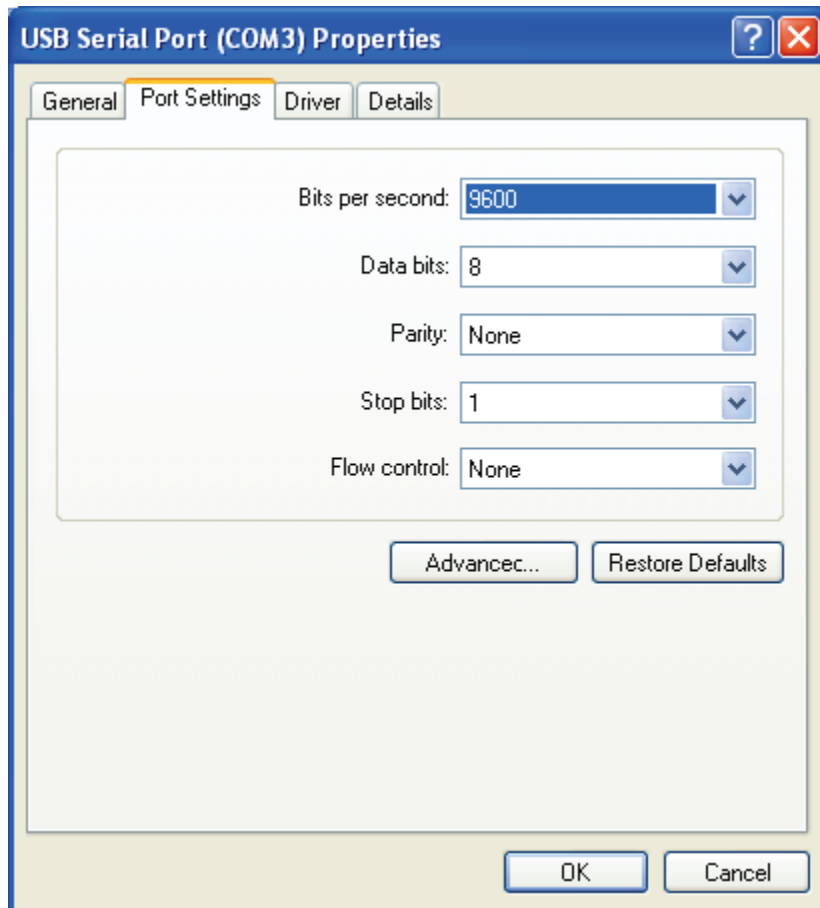 USB Serial Port (COM3) Properties
General Port Settings Driver Details
Bits per second: 9600
Data bits: 8
Parity: None
Stop bits: 1
Flow control: None
Advancec... Restore Defaults
OK Cancel